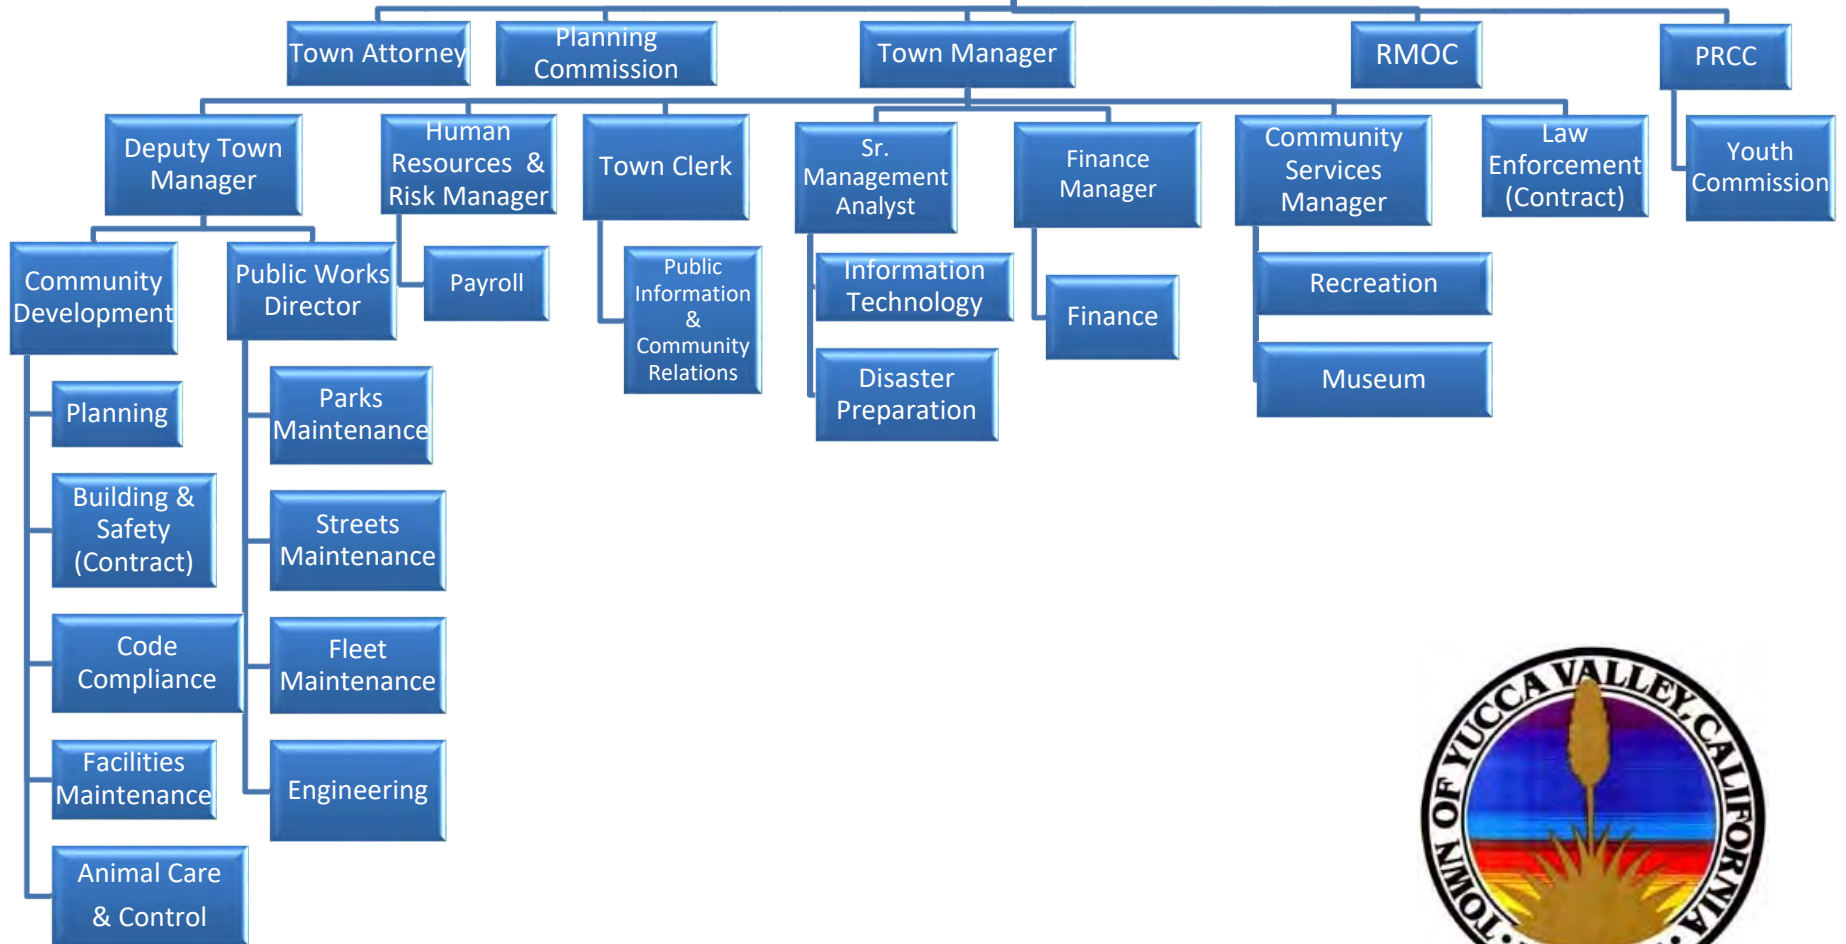 Town Attorney
Planning
Commission
Town Manager
RMOC
PRCC
Deputy Town
Manager
Human
Resources &
Risk Manager
Town Clerk
Sr.
Management
Analyst
Finance
Manager
Community
Services
Manager
Law
Enforcement
(Contract)
Youth
Commission
Community
Development
Public Works
Director
Payroll
Public
Information
&
Community
Relations
Information
Technology
Disaster
Preparation
Finance
Recreation
Museum
Planning
Building &
Safety
(Contract)
Code
Compliance
Facilities
Maintenance
Animal Care
& Control
Parks
Maintenance
Streets
Maintenance
Fleet
Maintenance
Engineering
TOWN OF YUCCA VALLEY, CALIFORNIA